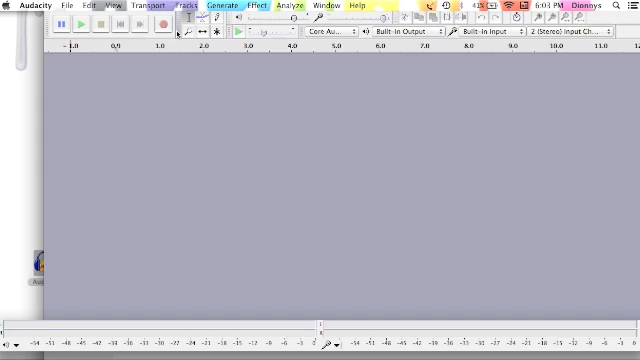 Audacity File Edit View Transport Tracks Generate Effect Analyze Window Help 41% 6:03 PM Dionnys
Core Au... Built-in Output Built-in Input 2 (Stereo) Input Ch...
- 1.0 0.0 1.0 2.0 3.0 4.0 5.0 6.0 7.0 8.0 9.0 10.0 11.0 12
-54 -51 -48 -45 -42 -39 -36 -33 -30 -27 -24 -21 -18 -15 -12 -9 -6 -3 0 -54 -51 -48 -45 -42 -39 -36 -33 -30 -27 -24 -21 -18 -15 -12 -9 -6 -3 0